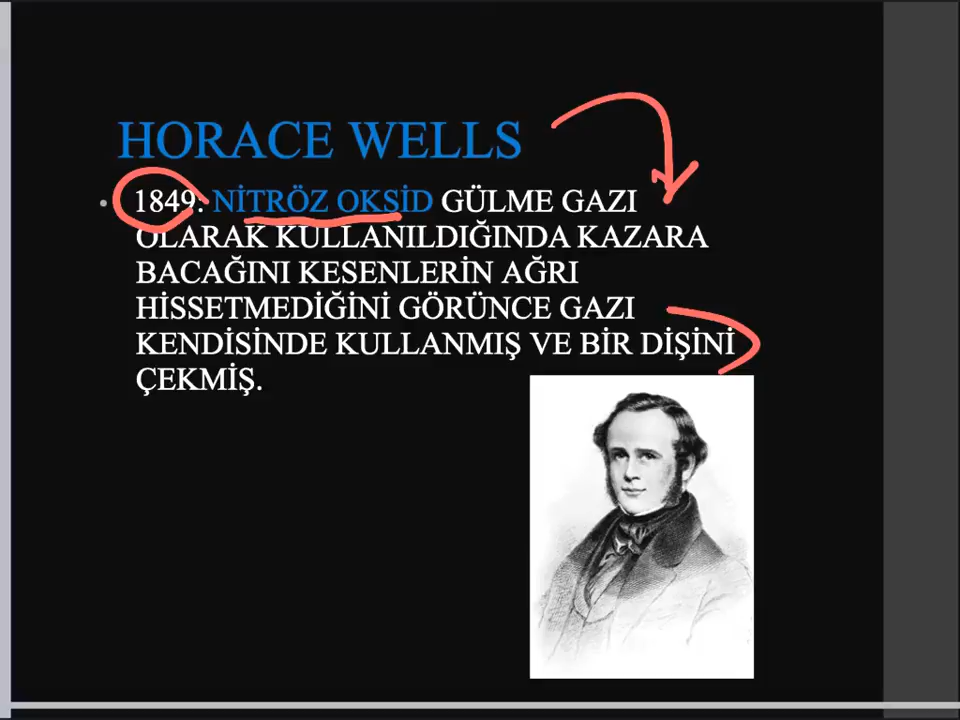 HORACE WELLS
• 1849: NİTRÖZ OKSİD GÜLME GAZI
OLARAK KULLANILDIĞINDA KAZARA
BACAĞINI KESENLERİN AĞRI
HİSSETMEDİĞİNİ GÖRÜNCE GAZI
KENDİSİNDE KULLANMIŞ VE BİR DİŞİNİ
ÇEKMİŞ.